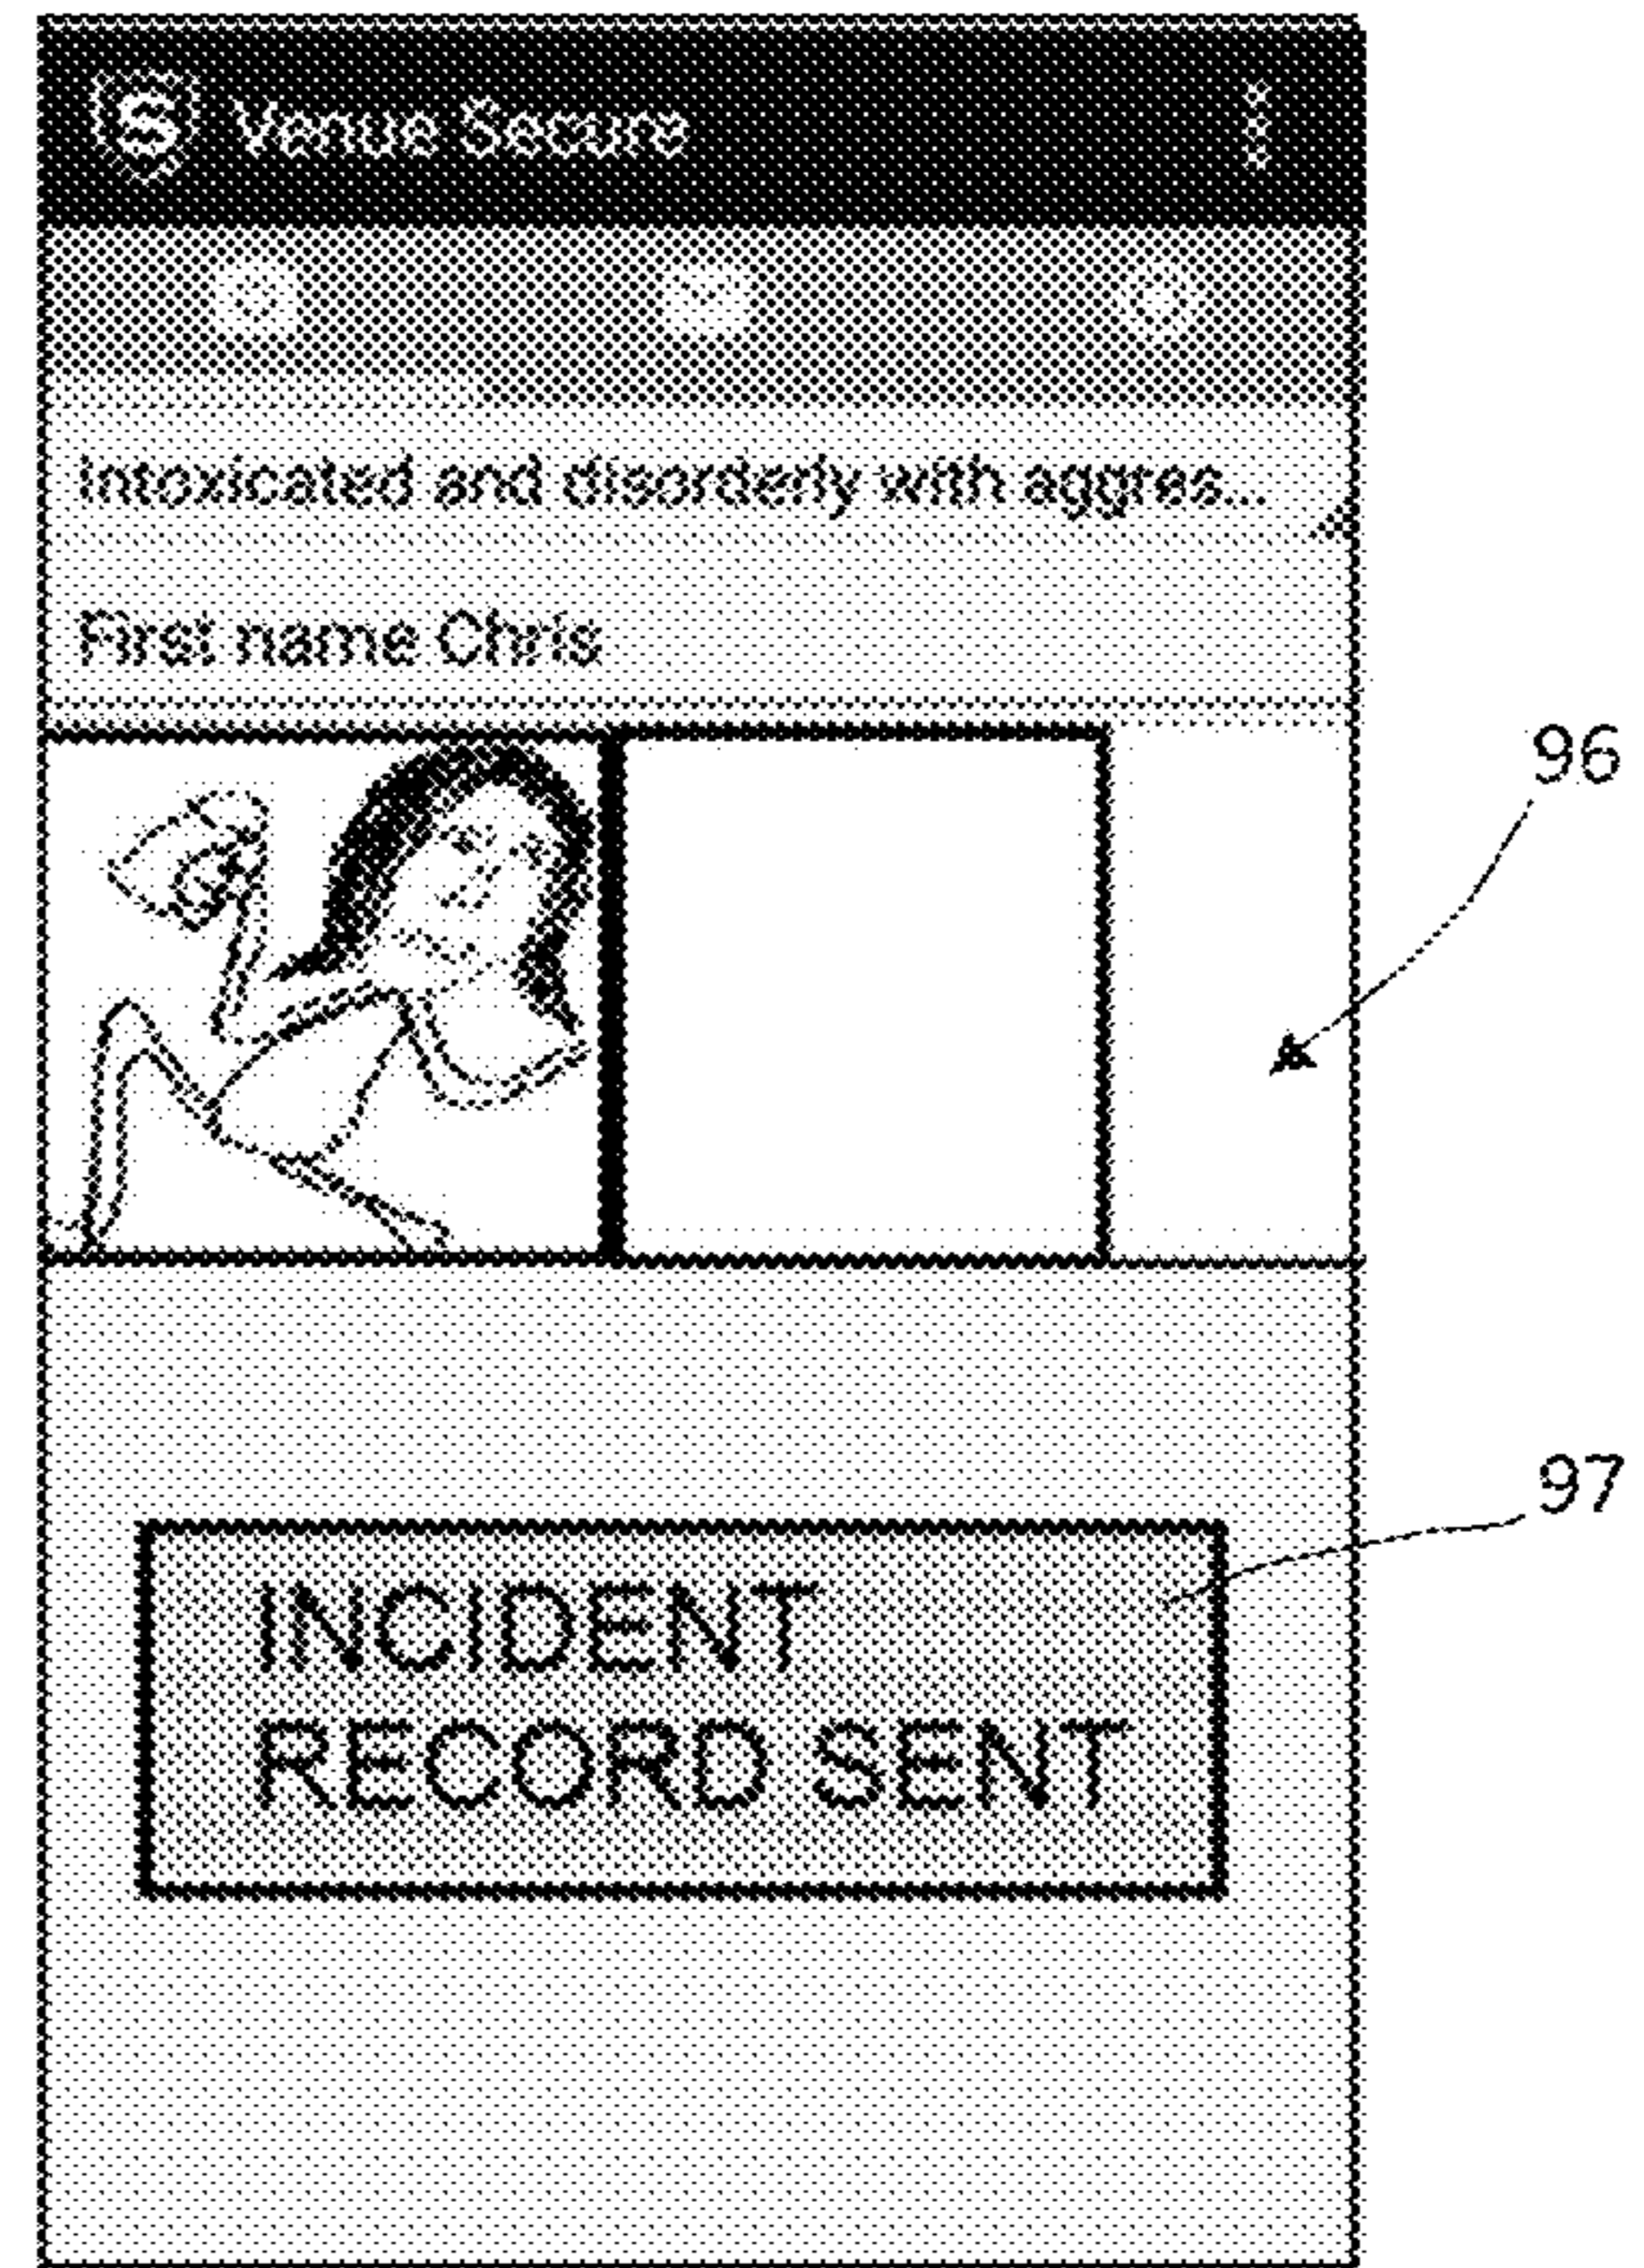 S Venue Secure
Intoxicated and disorderly with aggres...
First name Chris
96
97
INCIDENT
RECORD SENT